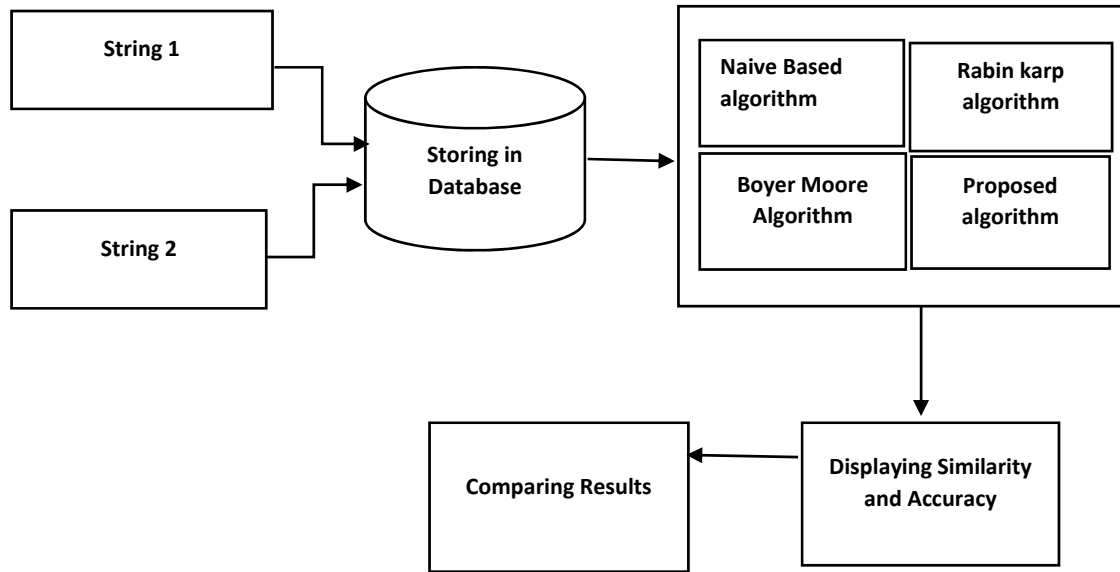 String 1
String 2
Storing in
Database
Naive Based
algorithm
Rabin karp
algorithm
Boyer Moore
Algorithm
Proposed
algorithm
Displaying Similarity
and Accuracy
Comparing Results